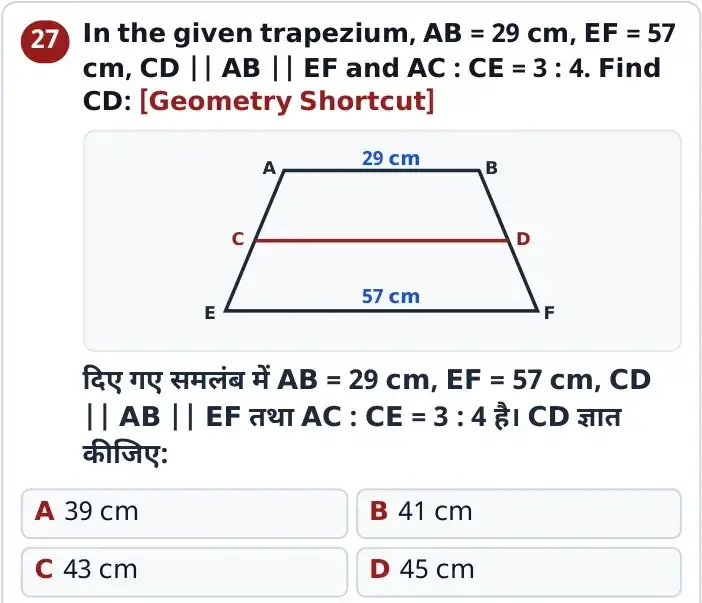 27 In the given trapezium, AB = 29 cm, EF = 57
cm, CD || AB || EF and AC : CE = 3 : 4. Find
CD: [Geometry Shortcut]
29 cm
A B
C D
57 cm
E F
दिए गए समलंब में AB = 29 cm, EF = 57 cm, CD
|| AB || EF तथा AC : CE = 3 : 4 है। CD ज्ञात
कीजिए:
A 39 cm B 41 cm
C 43 cm D 45 cm